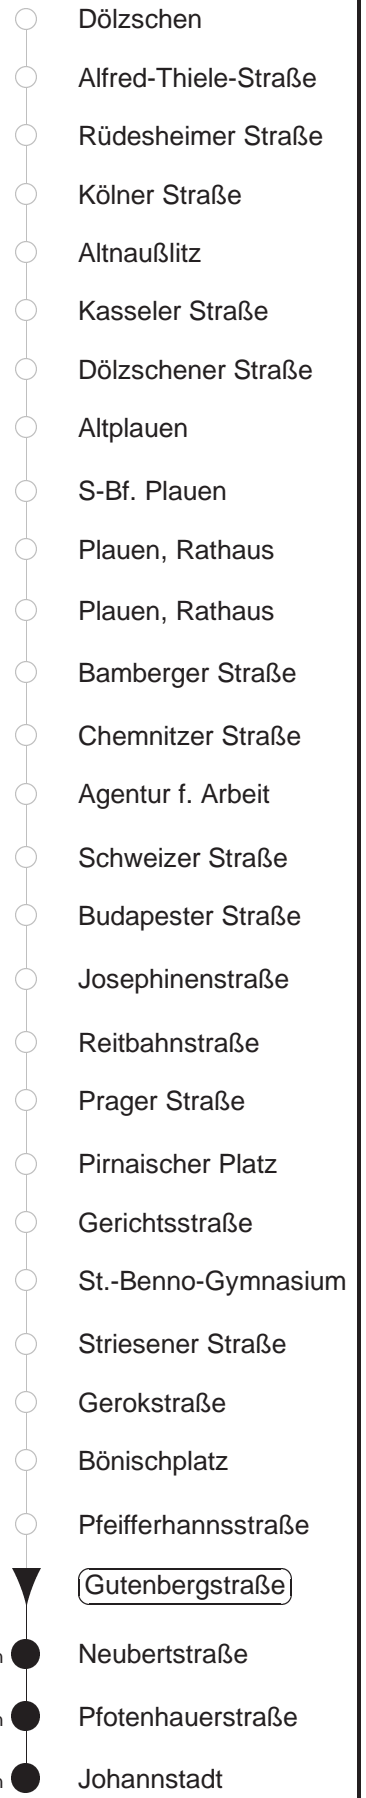 Dölzschen
Alfred-Thiele-Straße
Rüdesheimer Straße
Kölner Straße
Altnaußlitz
Kasseler Straße
Dölzschener Straße
Altplauen
S-Bf. Plauen
Plauen, Rathaus
Plauen, Rathaus
Bamberger Straße
Chemnitzer Straße
Agentur f. Arbeit
Schweizer Straße
Budapester Straße
Josephinenstraße
Reitbahnstraße
Prager Straße
Pirnaischer Platz
Gerichtsstraße
St.-Benno-Gymnasium
Striesener Straße
Gerokstraße
Bönischplatz
Pfeifferhannsstraße
Gutenbergstraße
Neubertstraße
Pfotenhauerstraße
Johannstadt